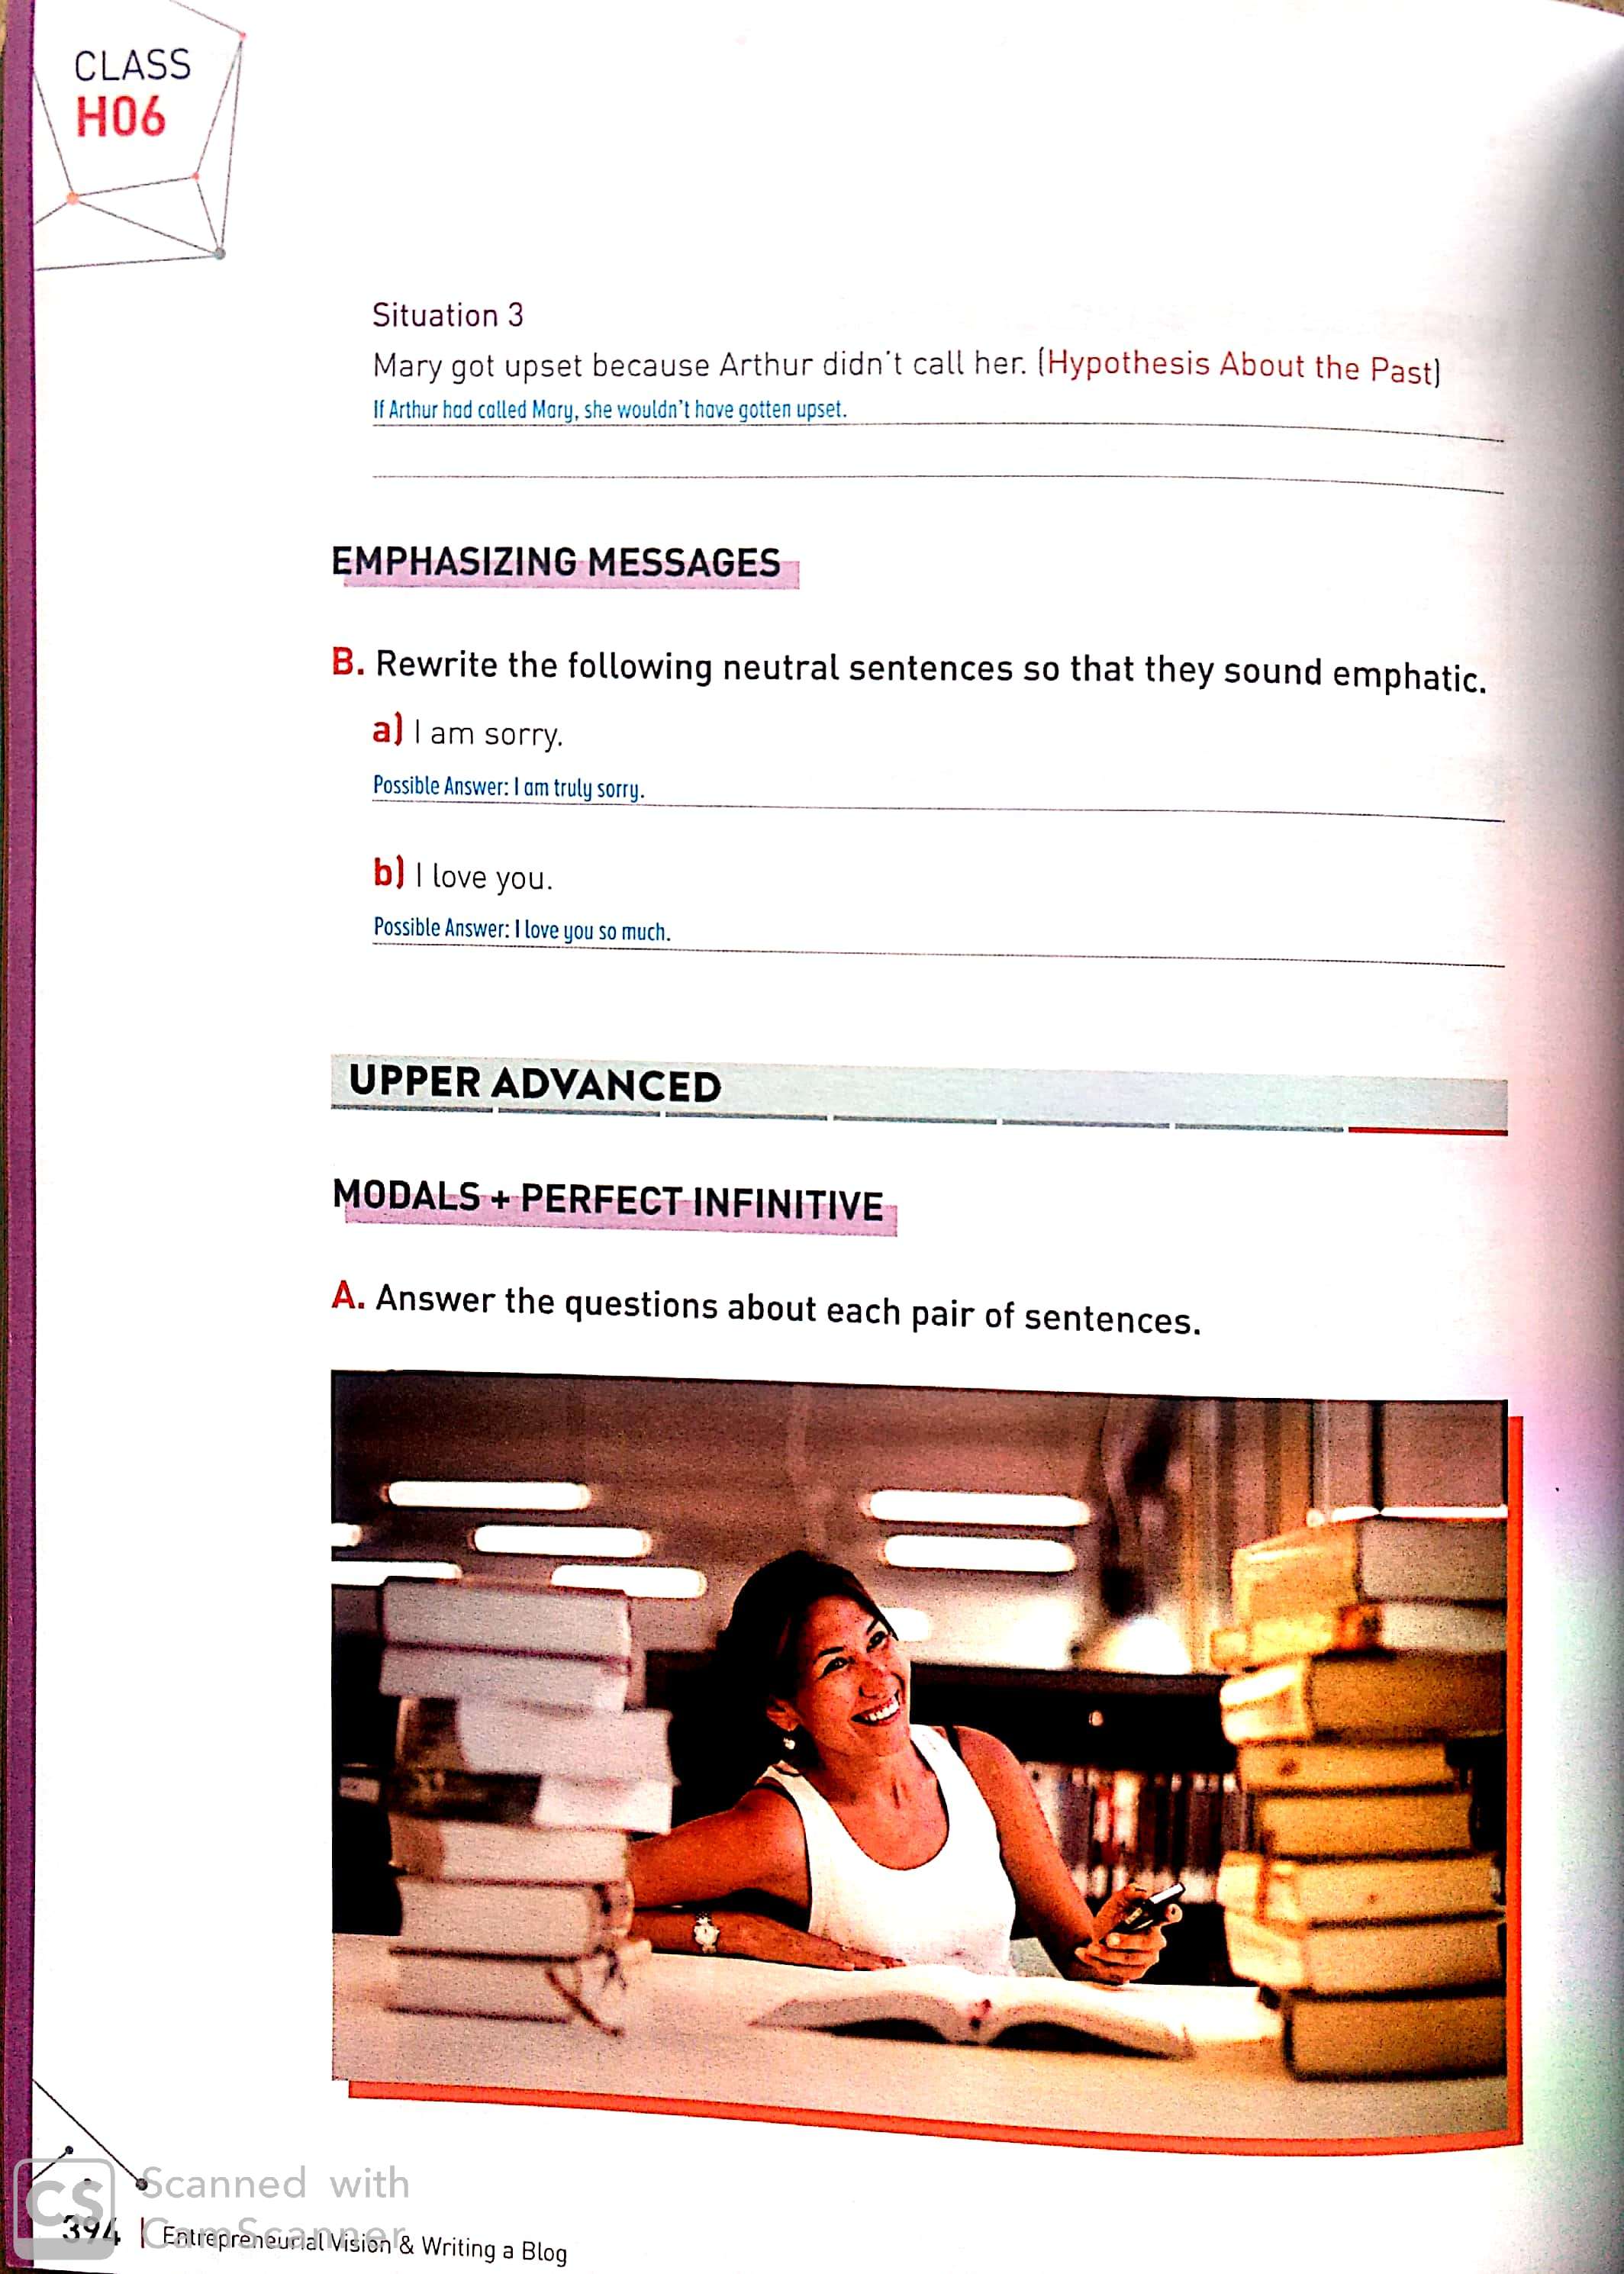 CLASS
H06
Situation 3
Mary got upset because Arthur didn't call her. (Hypothesis About the Past)
If Arthur had called Mary, she wouldn't have gotten upset.
EMPHASIZING MESSAGES
B. Rewrite the following neutral sentences so that they sound emphatic.
a) I am sorry.
Possible Answer: I am truly sorry.
b) I love you.
Possible Answer: I love you so much.
UPPER ADVANCED
MODALS + PERFECT INFINITIVE
A. Answer the questions about each pair of sentences.
CS Scanned with
CamScanner
394 | Entrepreneurial Vision & Writing a Blog